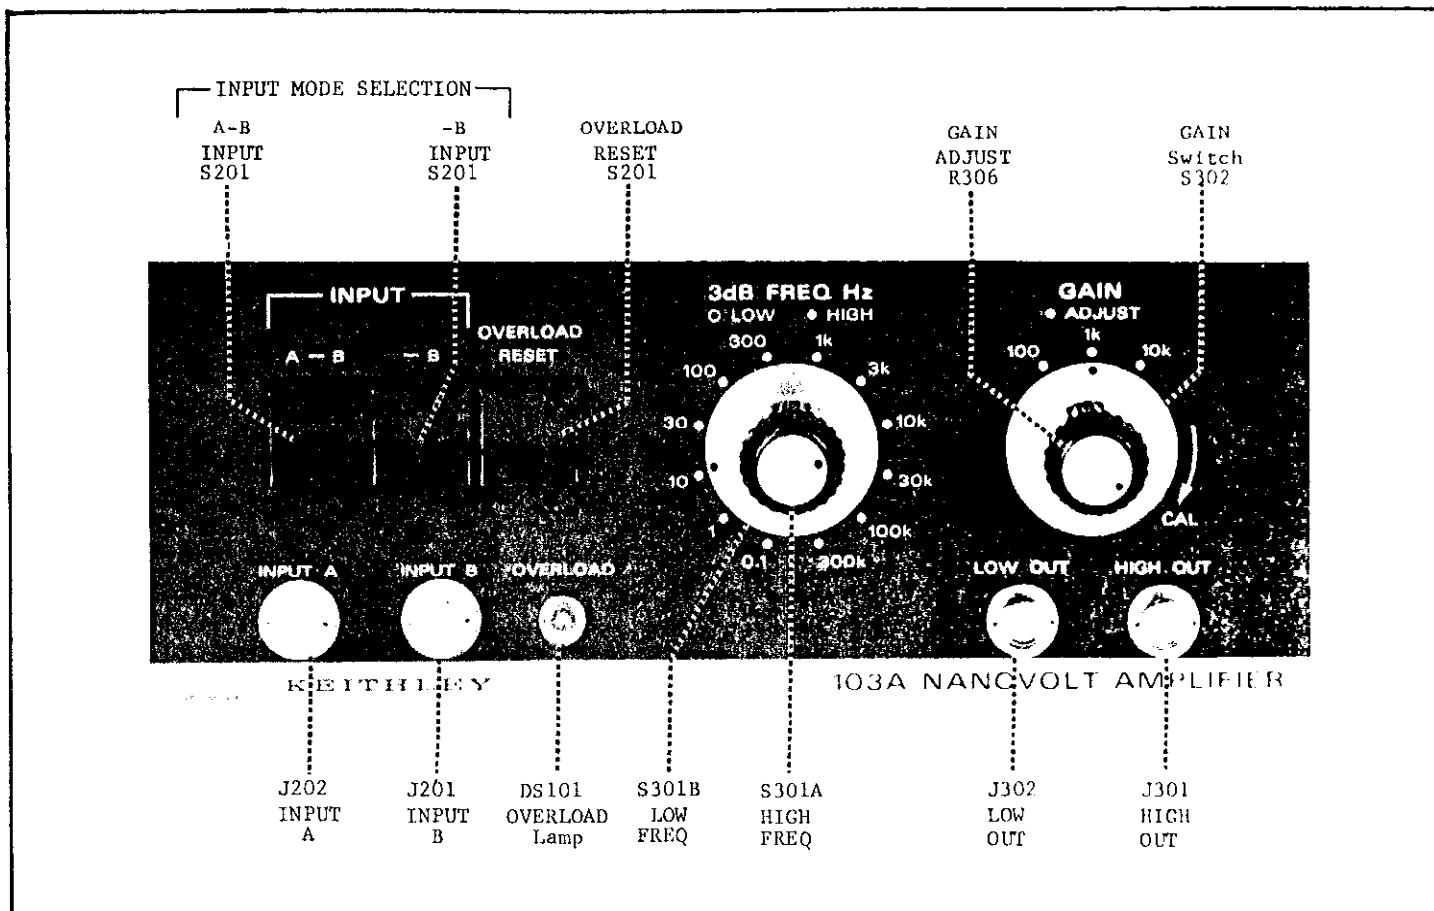 INPUT MODE SELECTION
A-B
INPUT
S201
-B
INPUT
S201
OVERLOAD
RESET
S201
GAIN
ADJUST
R306
GAIN
Switch
S302
INPUT
A – B
– B
OVERLOAD
RESET
3dB FREQ Hz
LOW
HIGH
300
1k
100
3k
30
10k
10
30k
1
100k
0.1
300k
GAIN
ADJUST
100
1k
10k
CAL
INPUT A
INPUT B
OVERLOAD
LOW OUT
HIGH OUT
KEITHLEY
103A NANOVOLT AMPLIFIER
J202
INPUT
A
J201
INPUT
B
DS101
OVERLOAD
Lamp
S301B
LOW
FREQ
S301A
HIGH
FREQ
J302
LOW
OUT
J301
HIGH
OUT